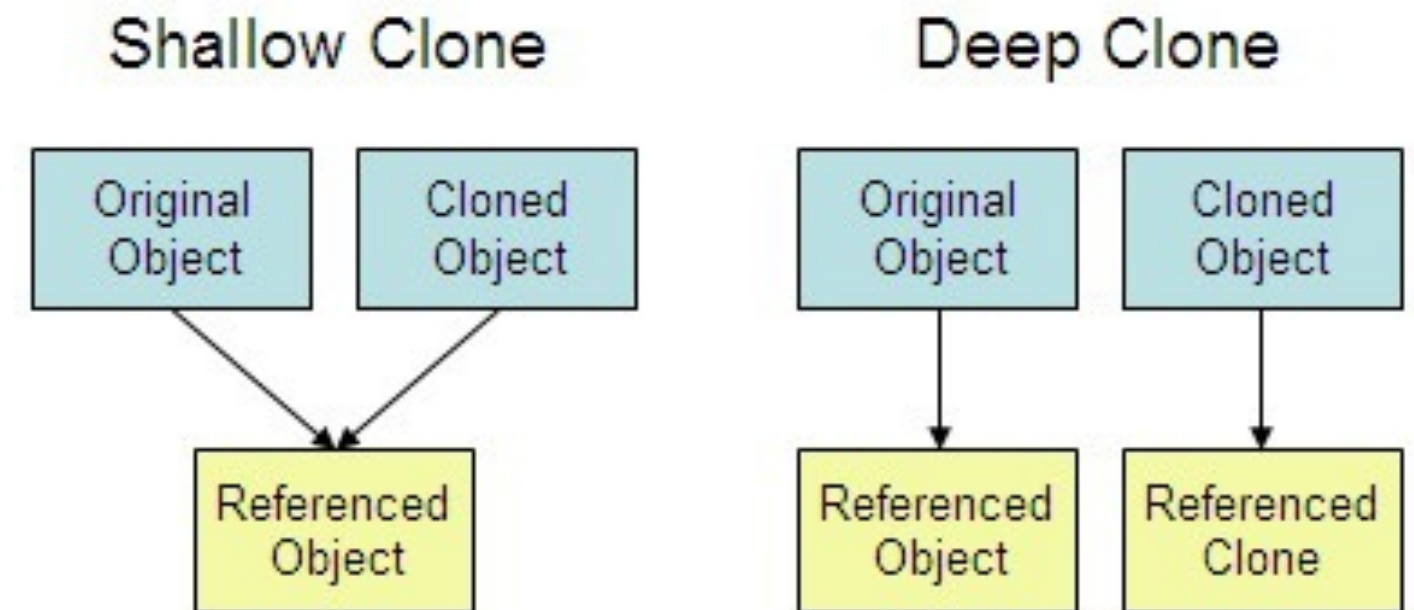 Shallow Clone
Deep Clone
Original
Object
Cloned
Object
Original
Object
Cloned
Object
Referenced
Object
Referenced
Object
Referenced
Clone